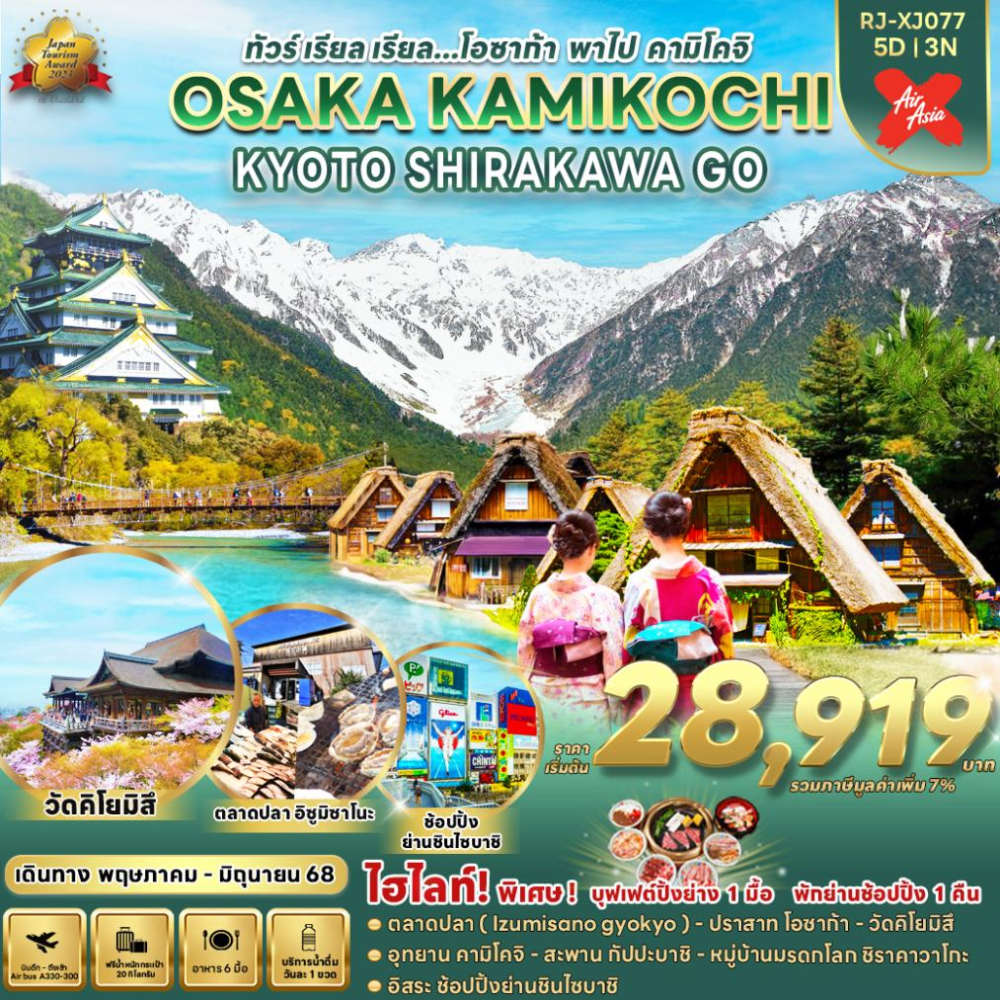 Japan
Tourism
Award
2023
IN THAILAND
RJ-XJ077
5D | 3N
Air
Asia
X
ทัวร์ เรียล เรียล...โอซาก้า พาไป คามิโคจิ
OSAKA KAMIKOCHI
KYOTO SHIRAKAWA GO
Glico
CHINTAI
ราคา
เริ่มต้น
28,919
บาท
รวมภาษีมูลค่าเพิ่ม 7%
วัดคิโยมิสึ
ตลาดปลา อิซูมิซาโนะ
ช้อปปิ้ง
ย่านชินไซบาชิ
เดินทาง พฤษภาคม - มิถุนายน 68
บินดึก - ถึงเช้า
Air bus A330-300
ฟรีน้ำหนักกระเป๋า
20 กิโลกรัม
อาหาร 6 มื้อ
บริการน้ำดื่ม
วันละ 1 ขวด
ไฮไลท์! พิเศษ ! บุฟเฟต์ปิ้งย่าง 1 มื้อ พักย่านช้อปปิ้ง 1 คืน
ตลาดปลา ( Izumisano gyokyo ) - ปราสาท โอซาก้า - วัดคิโยมิสึ
อุทยาน คามิโคจิ - สะพาน กัปปะบาชิ - หมู่บ้านมรดกโลก ชิราคาวาโกะ
อิสระ ช้อปปิ้งย่านชินไซบาชิ